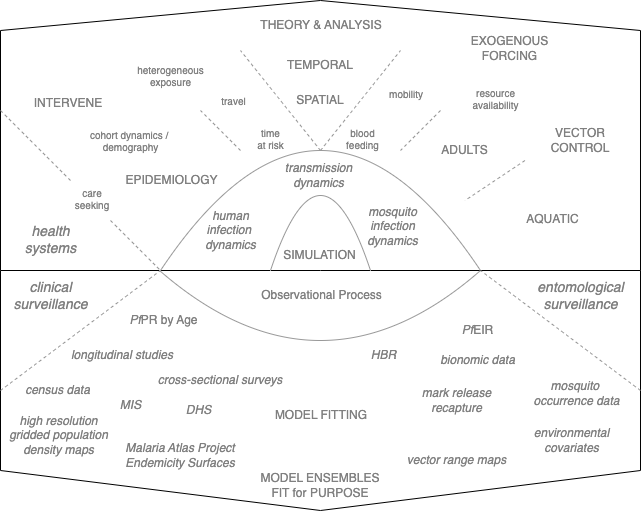 THEORY & ANALYSIS
EXOGENOUS
FORCING
TEMPORAL
heterogeneous
exposure
INTERVENE
travel
SPATIAL
mobility
resource
availability
cohort dynamics /
demography
time
at risk
blood
feeding
ADULTS
VECTOR
CONTROL
transmission
dynamics
EPIDEMIOLOGY
care
seeking
human
infection
dynamics
mosquito
infection
dynamics
AQUATIC
health
systems
SIMULATION
clinical
surveillance
Observational Process
entomological
surveillance
PfPR by Age
PfEIR
longitudinal studies
HBR
bionomic data
census data
cross-sectional surveys
mark release
recapture
mosquito
occurrence data
MIS
DHS
MODEL FITTING
high resolution
gridded population
density maps
Malaria Atlas Project
Endemicity Surfaces
vector range maps
environmental
covariates
MODEL ENSEMBLES
FIT for PURPOSE